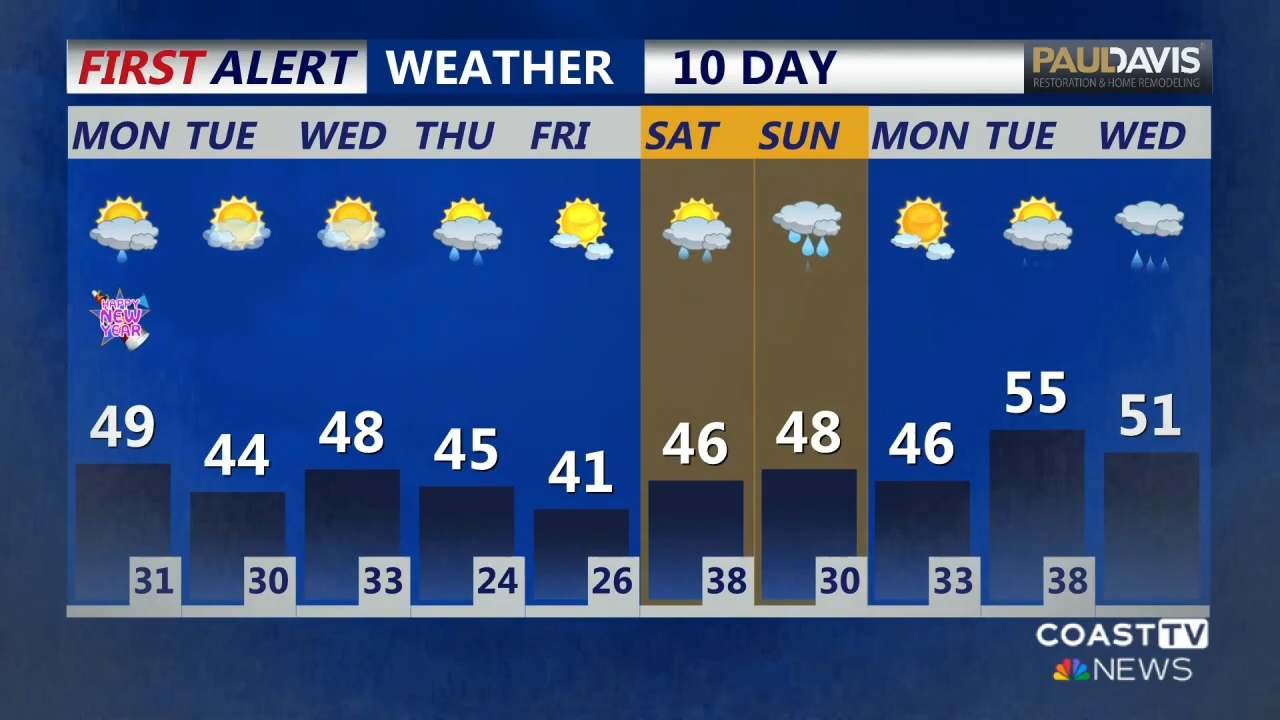 FIRST ALERT WEATHER 10 DAY PAULDAVIS
RESTORATION & HOME REMODELING
MON TUE WED THU FRI SAT SUN MON TUE WED
HAPPY
NEW
YEAR
49 44 48 45 41 46 48 46 55 51
31 30 33 24 26 38 30 33 38
COAST TV
NEWS